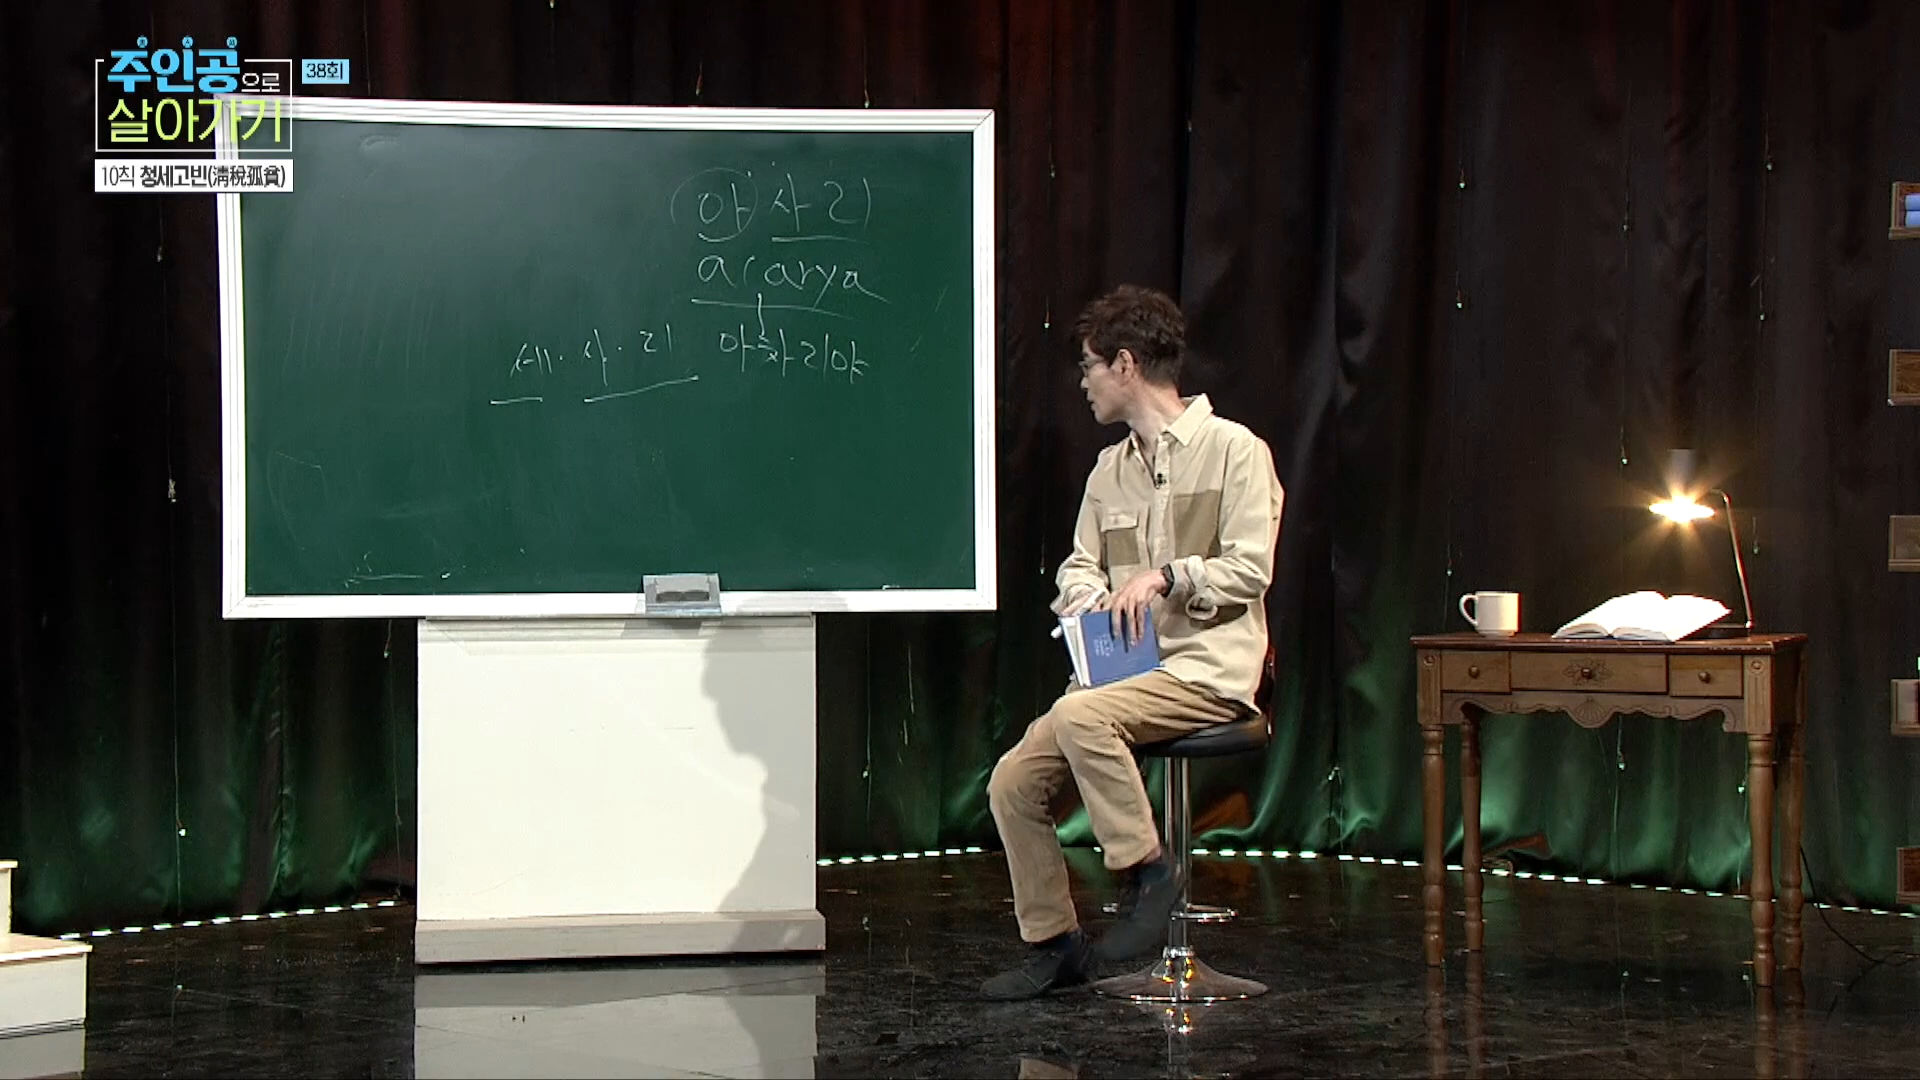 주인공으로
살아가기
38회
10칙 청세고빈(淸稅孤貧)
아사리
acarya
세·사·리
아차리야